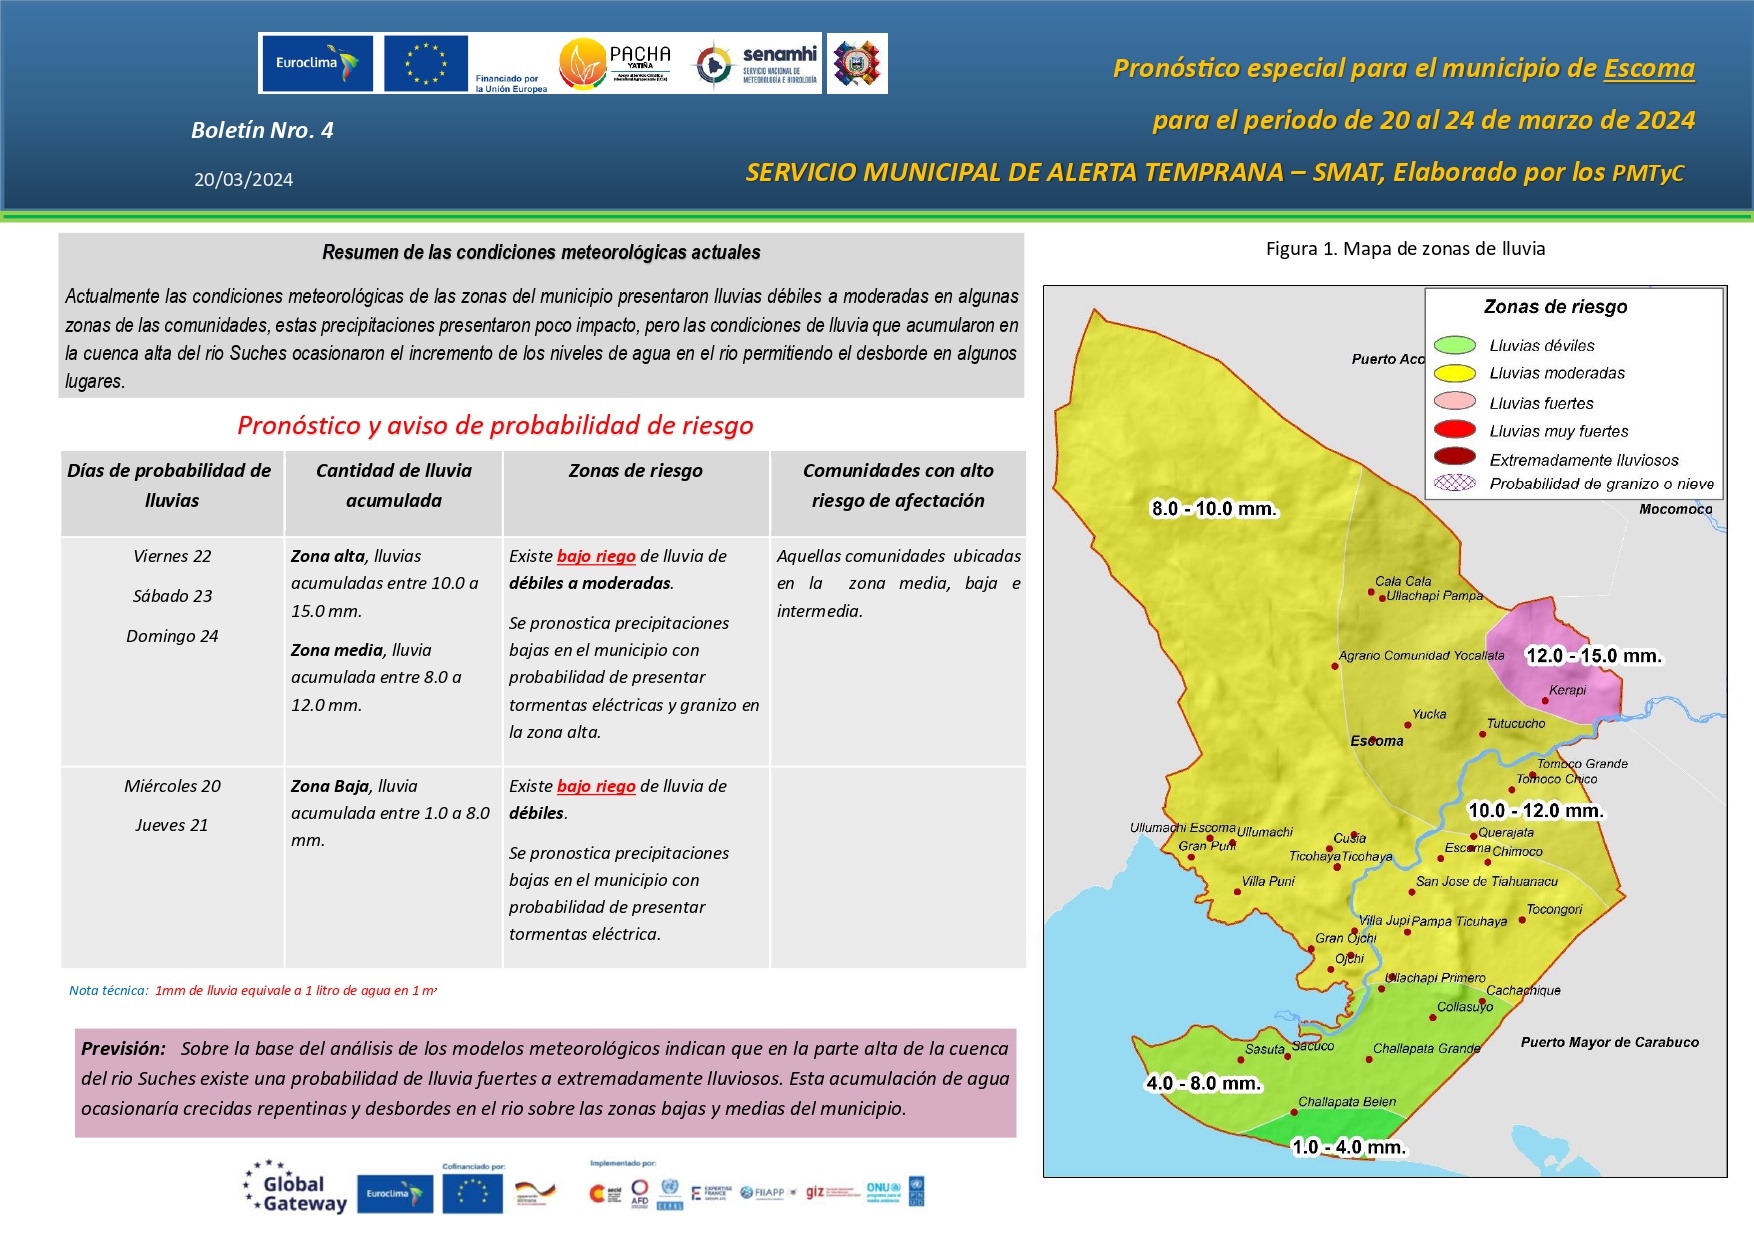 Euroclima
Financiado por
la Unión Europea
PACHA
YATIÑA
senamhi
SERVICIO NACIONAL DE
METEOROLOGÍA E HIDROLOGÍA
Boletín Nro. 4
20/03/2024
Pronóstico especial para el municipio de Escoma
para el periodo de 20 al 24 de marzo de 2024
SERVICIO MUNICIPAL DE ALERTA TEMPRANA – SMAT, Elaborado por los PMTyC
Resumen de las condiciones meteorológicas actuales
Actualmente las condiciones meteorológicas de las zonas del municipio presentaron lluvias débiles a moderadas en algunas
zonas de las comunidades, estas precipitaciones presentaron poco impacto, pero las condiciones de lluvia que acumularon en
la cuenca alta del rio Suches ocasionaron el incremento de los niveles de agua en el rio permitiendo el desborde en algunos
lugares.
Pronóstico y aviso de probabilidad de riesgo
Días de probabilidad de
lluvias
Cantidad de lluvia
acumulada
Zonas de riesgo
Comunidades con alto
riesgo de afectación
Viernes 22
Sábado 23
Domingo 24
Zona alta, lluvias
acumuladas entre 10.0 a
15.0 mm.
Zona media, lluvia
acumulada entre 8.0 a
12.0 mm.
Existe bajo riego de lluvia de
débiles a moderadas.
Se pronostica precipitaciones
bajas en el municipio con
probabilidad de presentar
tormentas eléctricas y granizo en
la zona alta.
Aquellas comunidades ubicadas
en la zona media, baja e
intermedia.
Miércoles 20
Jueves 21
Zona Baja, lluvia
acumulada entre 1.0 a 8.0
mm.
Existe bajo riego de lluvia de
débiles.
Se pronostica precipitaciones
bajas en el municipio con
probabilidad de presentar
tormentas eléctrica.
Nota técnica: 1mm de lluvia equivale a 1 litro de agua en 1 m²
Previsión: Sobre la base del análisis de los modelos meteorológicos indican que en la parte alta de la cuenca
del rio Suches existe una probabilidad de lluvia fuertes a extremadamente lluviosos. Esta acumulación de agua
ocasionaría crecidas repentinas y desbordes en el rio sobre las zonas bajas y medias del municipio.
Global
Gateway
Euroclima
Cofinanciado por:
Implementado por:
aecid
AFD
CEPAL
EXPERTISE
FRANCE
FIIAPP
giz
ONU
PNUD
Figura 1. Mapa de zonas de lluvia
Zonas de riesgo
Lluvias déviles
Lluvias moderadas
Lluvias fuertes
Lluvias muy fuertes
Extremadamente lluviosos
Probabilidad de granizo o nieve
Puerto Aco
Mocomoco
8.0 - 10.0 mm.
Cala Cala
Ullachapi Pampa
Agrario Comunidad Yocallata
12.0 - 15.0 mm.
Kerapi
Yucka
Tutucucho
Escoma
Tomoco Grande
Tomoco Chico
10.0 - 12.0 mm.
Ullumachi Escoma
Ullumachi
Gran Puni
Cusia
Querajata
Escoma
Chimoco
Ticohaya
Ticohaya
Villa Puni
San Jose de Tiahuanacu
Tocongori
Villa Jupi
Pampa Ticuhaya
Gran Ojchi
Ojchi
Ullachapi Primero
Cachachique
Collasuyo
Puerto Mayor de Carabuco
Sasuta
Sacuco
Challapata Grande
4.0 - 8.0 mm.
Challapata Belen
1.0 - 4.0 mm.